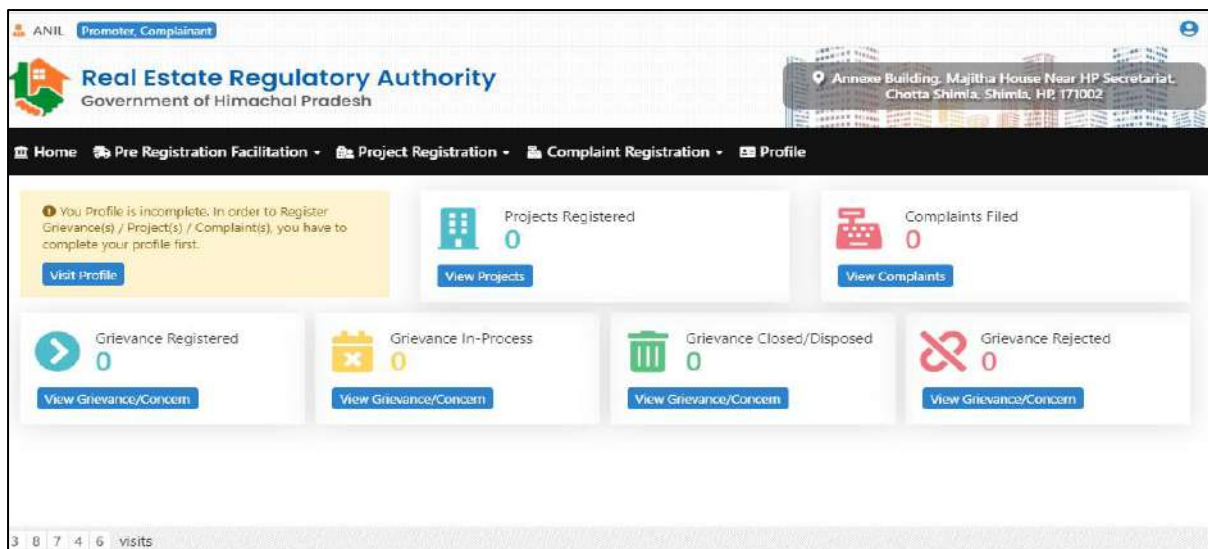 ANIL Promoter, Complainant
Real Estate Regulatory Authority
Government of Himachal Pradesh
Annexe Building, Majitha House Near HP Secretariat,
Chotta Shimla, Shimla, HP, 171002
Home Pre Registration Facilitation Project Registration Complaint Registration Profile
You Profile is incomplete. In order to Register
Grievance(s) / Project(s) / Complaint(s), you have to
complete your profile first.
Visit Profile
Projects Registered
0
View Projects
Complaints Filed
0
View Complaints
Grievance Registered
0
View Grievance/Concern
Grievance In-Process
0
View Grievance/Concern
Grievance Closed/Disposed
0
View Grievance/Concern
Grievance Rejected
0
View Grievance/Concern
3 8 7 4 6 visits